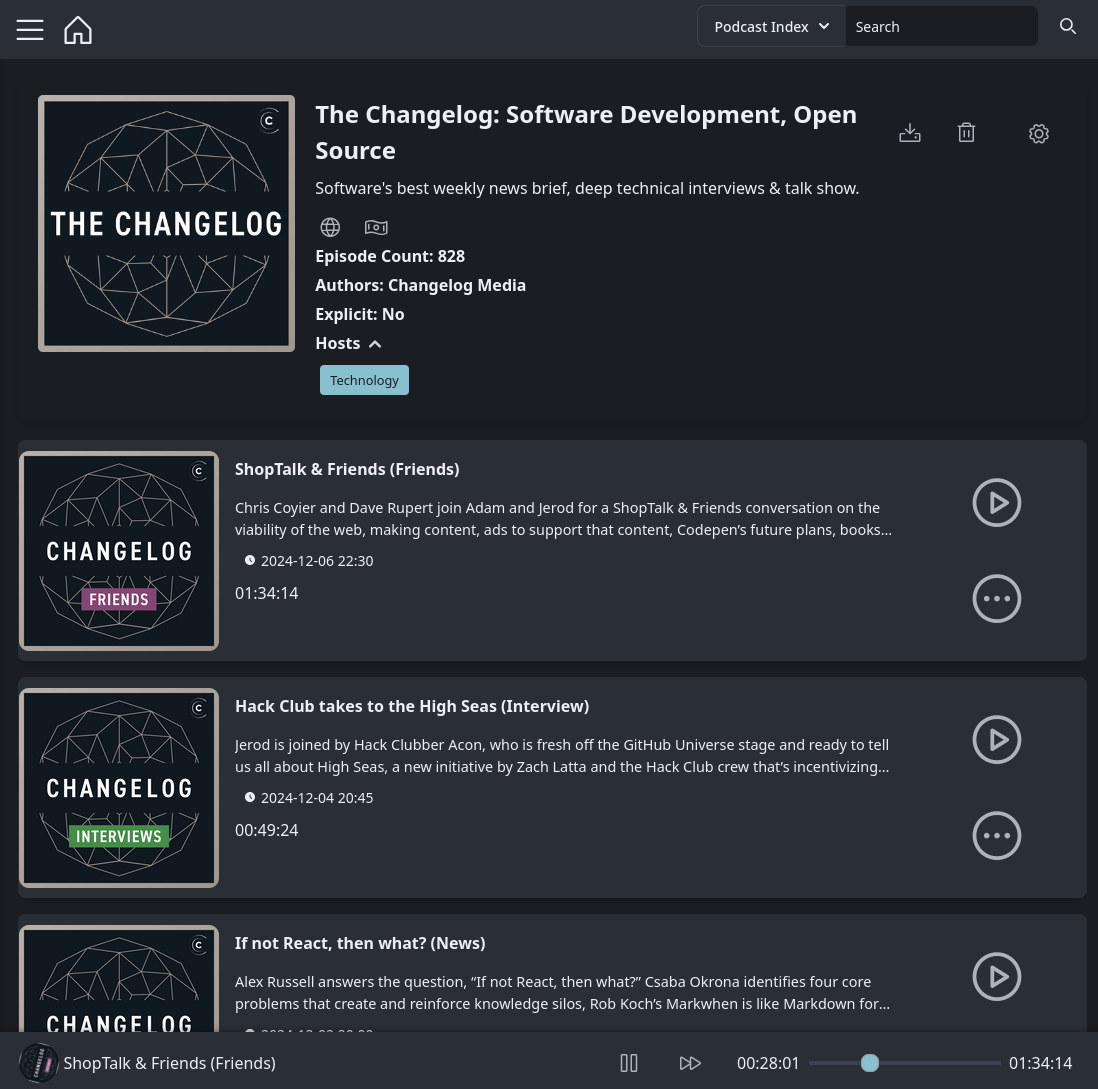 Podcast Index
Search
C
THE CHANGELOG
The Changelog: Software Development, Open
Source
Software's best weekly news brief, deep technical interviews & talk show.
Episode Count: 828
Authors: Changelog Media
Explicit: No
Hosts
Technology
C
CHANGELOG
FRIENDS
ShopTalk & Friends (Friends)
Chris Coyier and Dave Rupert join Adam and Jerod for a ShopTalk & Friends conversation on the
viability of the web, making content, ads to support that content, Codepen’s future plans, books...
2024-12-06 22:30
01:34:14
C
CHANGELOG
INTERVIEWS
Hack Club takes to the High Seas (Interview)
Jerod is joined by Hack Clubber Acon, who is fresh off the GitHub Universe stage and ready to tell
us all about High Seas, a new initiative by Zach Latta and the Hack Club crew that’s incentivizing...
2024-12-04 20:45
00:49:24
C
CHANGELOG
If not React, then what? (News)
Alex Russell answers the question, “If not React, then what?” Csaba Okrona identifies four core
problems that create and reinforce knowledge silos, Rob Koch’s Markwhen is like Markdown for...
ShopTalk & Friends (Friends)
00:28:01
01:34:14